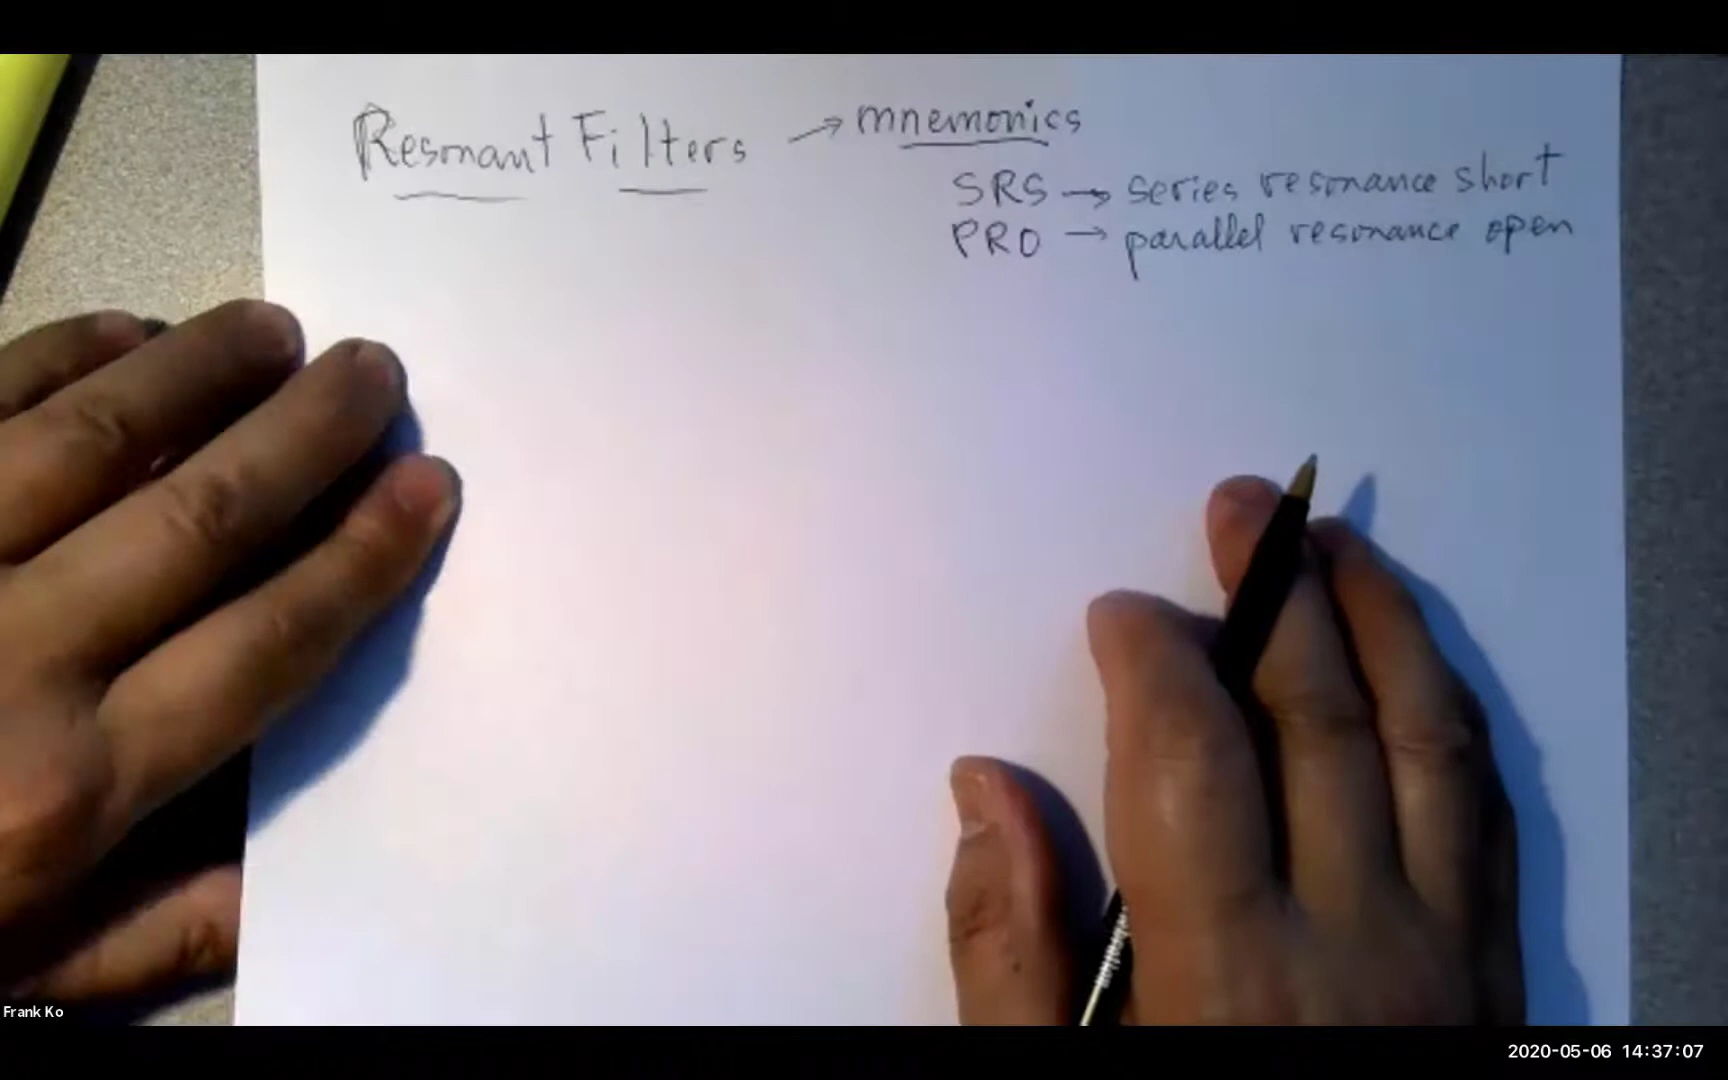 Resonant Filters → mnemonics
SRS → series resonance short
PRO → parallel resonance open
Frank Ko
2020-05-06 14:37:07